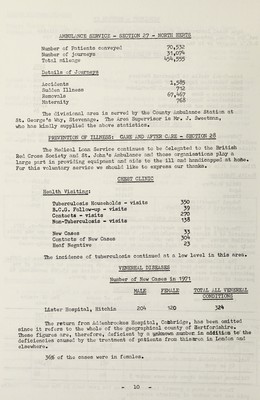 AMBULANCE SERVICE - SECTION 27 - NORTH HERTS
Number of Patients conveyed 70,532
Number of journeys 31,074
Total mileage 454,555
Details of Journeys
Accidents 1,585
Sudden Illness 712
Removals 67,467
Maternity 768
The divisional area is served by the County Ambulance Station at
St. George's Way, Stevenage. The Area Supervisor is Mr. J. Sweetman,
who has kindly supplied the above statistics.
PREVENTION OF ILLNESS: CARE AND AFTER-CARE - SECTION 28
The Medical Loan Service continues to be delegated to the British
Red Cross Society and St. John's Ambulance and these organisations play a
large part in providing equipment and aids to the ill and handicapped at home.
For this voluntary service we should like to express our thanks.
CHEST CLINIC
Health Visiting:
Tuberculosis Households - visits 350
B.C.G. Follow-up - visits 39
Contacts - visits 270
Non-Tuberculosis - visits 138
New Cases 33
Contacts of New Cases 304
Heaf Negative 23
The incidence of tuberculosis continued at a low level in this area.
VENEREAL DISEASES
Number of New Cases in 1971
MALE FEMALE TOTAL ALL VENEREAL
CONDITIONS
Lister Hospital, Hitchin 204 120 324
The return from Addenbrookes Hospital, Cambridge, has been omitted
since it refers to the whole of the geographical county of Hertfordshire.
These figures are, therefore, deficient by a unknown number in addition to the
deficiencies caused by the treatment of patients from this area in London and
elsewhere.
36% of the cases were in females.
- 10 -